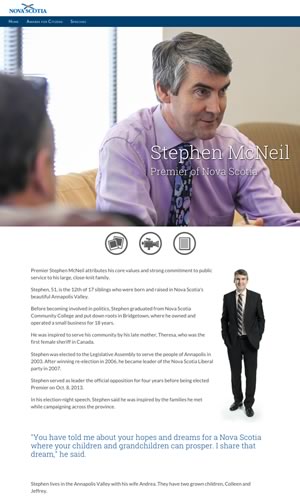 NOVA SCOTIA
Home Awards for Citizens Speeches
Stephen McNeil
Premier of Nova Scotia
Premier Stephen McNeil attributes his core values and strong commitment to public
service to his large, close-knit family.
Stephen, 51, is the 12th of 17 siblings who were born and raised in Nova Scotia's
beautiful Annapolis Valley.
Before becoming involved in politics, Stephen graduated from Nova Scotia
Community College and put down roots in Bridgetown, where he owned and
operated a small business for 18 years.
He was inspired to serve his community by his late mother, Theresa, who was the
first female sheriff in Canada.
Stephen was elected to the Legislative Assembly to serve the people of Annapolis in
2003. After winning re-election in 2006, he became leader of the Nova Scotia Liberal
party in 2007.
Stephen served as leader the official opposition for four years before being elected
Premier on Oct. 8, 2013.
In his election night speech, Stephen said he was inspired by the families he met
while campaigning across the province.
"You have told me about your hopes and dreams for a Nova Scotia
where your children and grandchildren can prosper. I share that
dream," he said.
Stephen lives in the Annapolis Valley with his wife Andrea. They have two grown children, Colleen and
Jeffrey.